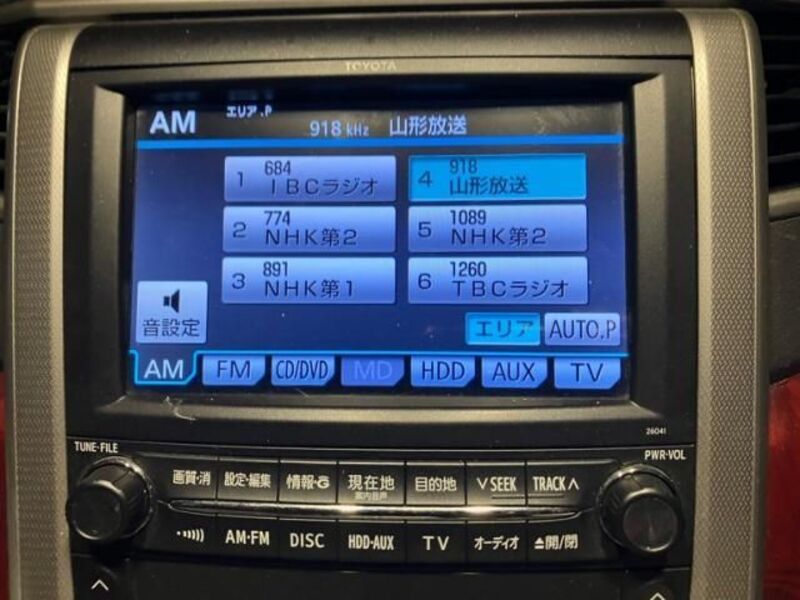 TOYOTA
AM エリア.P
918 kHz 山形放送
1 684 IBCラジオ
4 918 山形放送
2 774 NHK第2
5 1089 NHK第2
3 891 NHK第1
6 1260 TBCラジオ
音設定
エリア AUTO.P
AM FM CD/DVD MD HDD AUX TV
26041
TUNE・FILE PWR・VOL
画質・消 設定・編集 情報・ 現在地 目的地 ∨SEEK TRACK∧
案内音声
AM・FM DISC HDD・AUX TV オーディオ ⏏開/閉